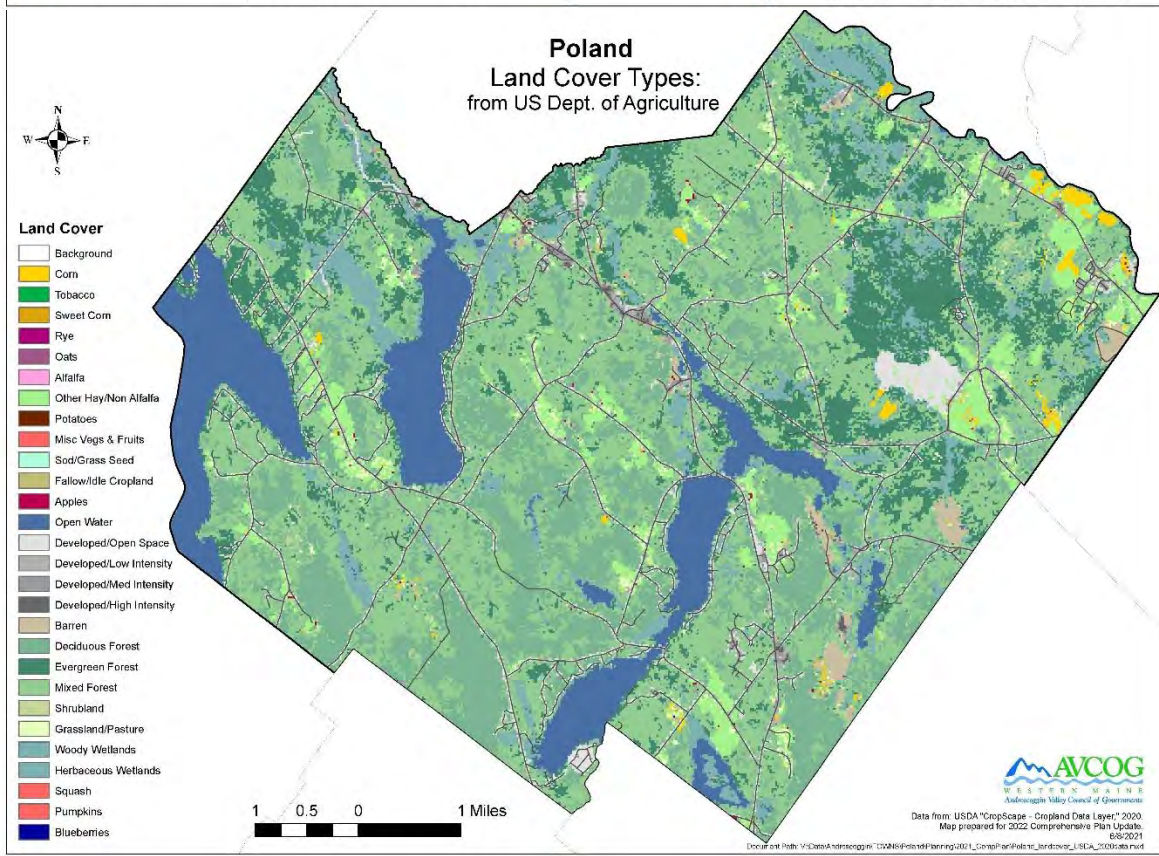 Poland
Land Cover Types:
from US Dept. of Agriculture
N
W E
S
Land Cover
Background
Corn
Tobacco
Sweet Corn
Rye
Oats
Alfalfa
Other Hay/Non Alfalfa
Potatoes
Misc Vegs & Fruits
Sod/Grass Seed
Fallow/Idle Cropland
Apples
Open Water
Developed/Open Space
Developed/Low Intensity
Developed/Med Intensity
Developed/High Intensity
Barren
Deciduous Forest
Evergreen Forest
Mixed Forest
Shrubland
Grassland/Pasture
Woody Wetlands
Herbaceous Wetlands
Squash
Pumpkins
Blueberries
1 0.5 0 1 Miles
AVCOG
WESTERN MAINE
Androscoggin Valley Council of Governments
Data from: USDA "CropScape - Cropland Data Layer," 2020.
Map prepared for 2022 Comprehensive Plan Update.
6/8/2021
Document Path: